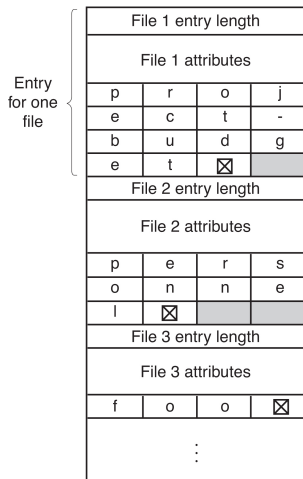 File 1 entry length
Entry for one file
File 1 attributes
p r o j
e c t -
b u d g
e t ☒
File 2 entry length
File 2 attributes
p e r s
o n n e
l ☒
File 3 entry length
File 3 attributes
f o o ☒
⋮